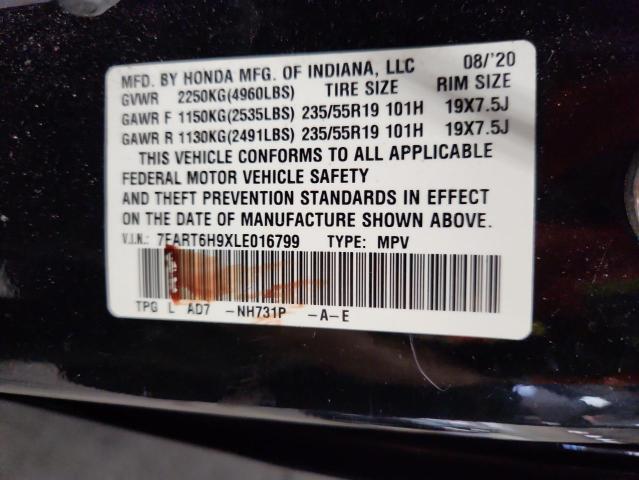 MFD. BY HONDA MFG. OF INDIANA, LLC 08/'20
GVWR 2250KG(4960LBS) TIRE SIZE RIM SIZE
GAWR F 1150KG(2535LBS) 235/55R19 101H 19X7.5J
GAWR R 1130KG(2491LBS) 235/55R19 101H 19X7.5J
THIS VEHICLE CONFORMS TO ALL APPLICABLE
FEDERAL MOTOR VEHICLE SAFETY
AND THEFT PREVENTION STANDARDS IN EFFECT
ON THE DATE OF MANUFACTURE SHOWN ABOVE.
V.I.N.: 7FART6H9XLE016799 TYPE: MPV
TPG L AD7 -NH731P -A-E